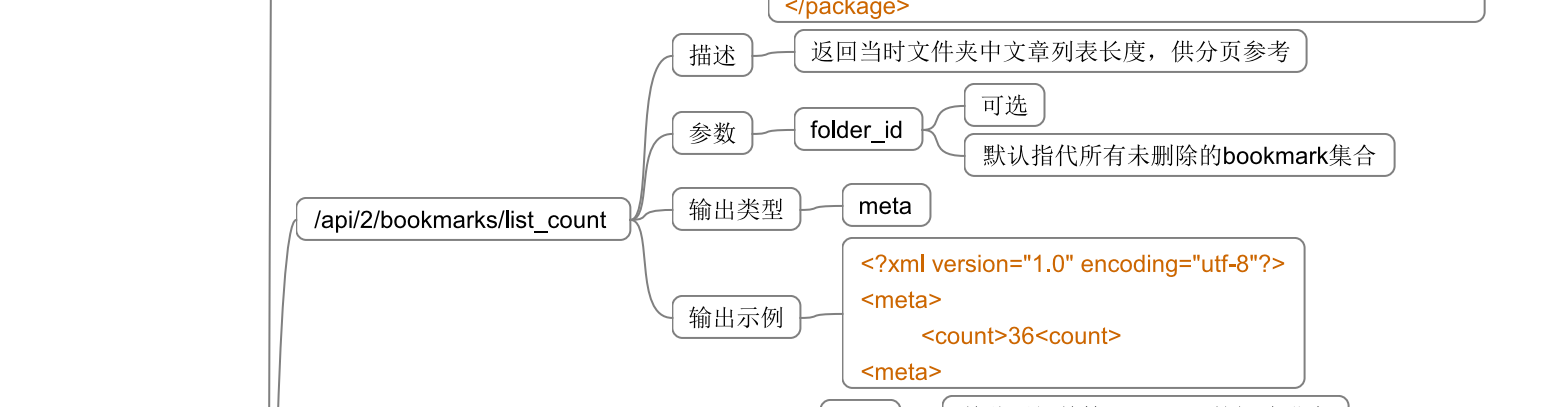 </package>
描述
返回当时文件夹中文章列表长度，供分页参考
参数
folder_id
可选
默认指代所有未删除的bookmark集合
/api/2/bookmarks/list_count
输出类型
meta
输出示例
<?xml version="1.0" encoding="utf-8"?>
<meta>
<count>36<count>
<meta>